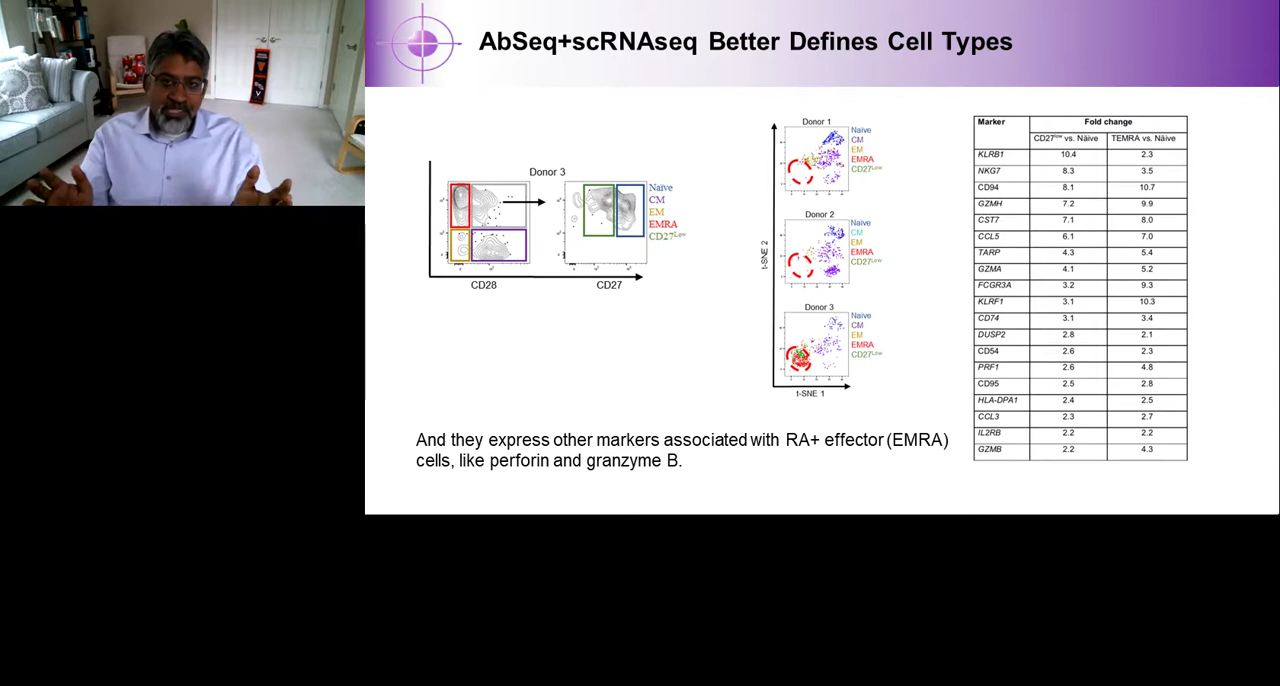 AbSeq+scRNAseq Better Defines Cell Types
Donor 3
Naïve
CM
EM
EMRA
CD27Low
CD28
CD27
Donor 1
Naïve
CM
EM
EMRA
CD27Low
Donor 2
Naïve
CM
EM
EMRA
CD27Low
Donor 3
Naïve
CM
EM
EMRA
CD27Low
t-SNE 2
t-SNE 1
Marker Fold change
CD27low vs. Näive TEMRA vs. Näive
KLRB1 10.4 2.3
NKG7 8.3 3.5
CD94 8.1 10.7
GZMH 7.2 9.9
CST7 7.1 8.0
CCL5 6.1 7.0
TARP 4.3 5.4
GZMA 4.1 5.2
FCGR3A 3.2 9.3
KLRF1 3.1 10.3
CD74 3.1 3.4
DUSP2 2.8 2.1
CD54 2.6 2.3
PRF1 2.6 4.8
CD95 2.5 2.8
HLA-DPA1 2.4 2.5
CCL3 2.3 2.7
IL2RB 2.2 2.2
GZMB 2.2 4.3
And they express other markers associated with RA+ effector (EMRA)
cells, like perforin and granzyme B.